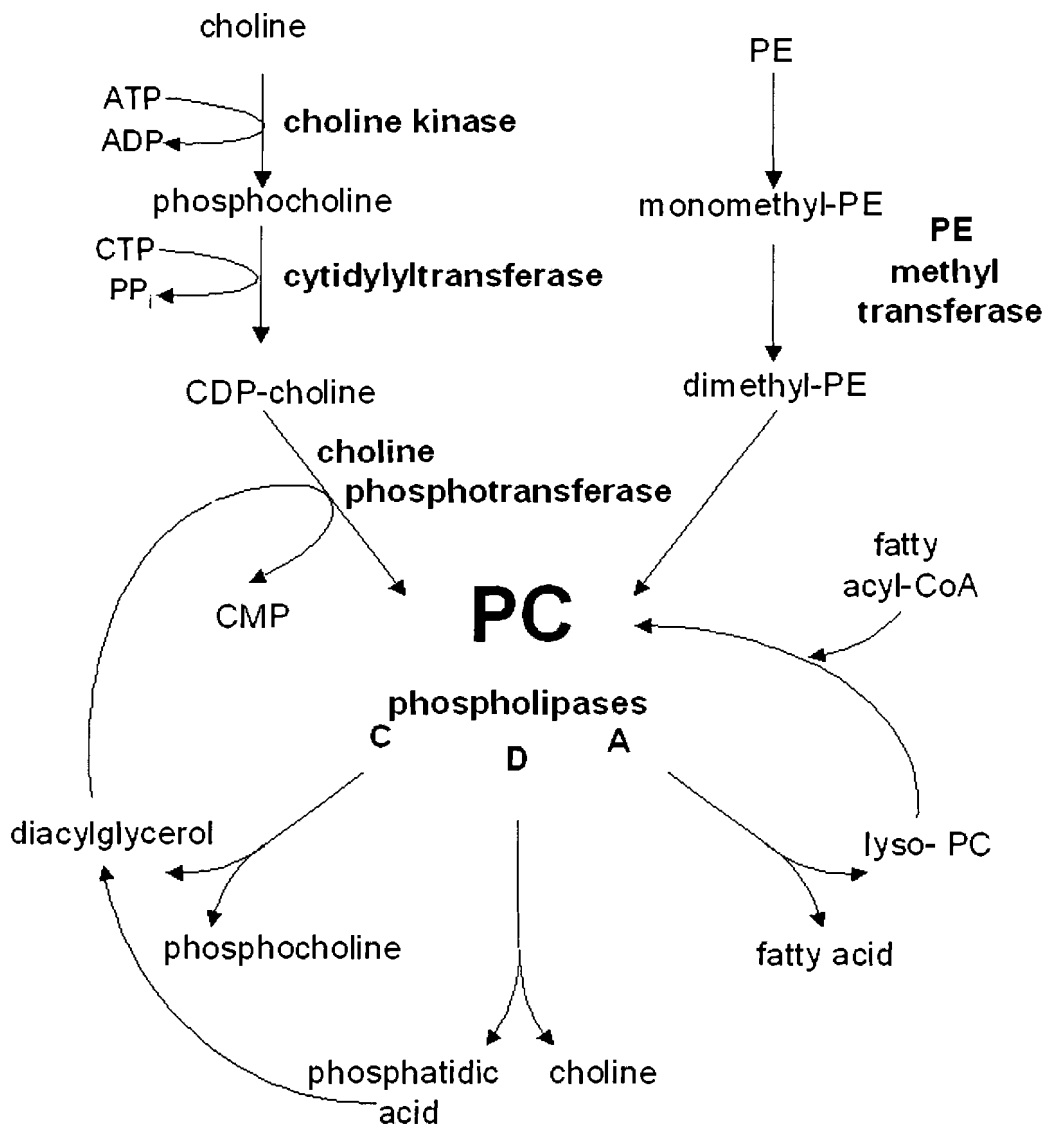 choline
PE
ATP
choline kinase
ADP
phosphocholine
monomethyl-PE
PE
methyl
transferase
CTP
cytidylyltransferase
PPi
CDP-choline
dimethyl-PE
choline
phosphotransferase
fatty
acyl-CoA
CMP
PC
phospholipases
C
D
A
diacylglycerol
lyso- PC
phosphocholine
fatty acid
phosphatidic
acid
choline